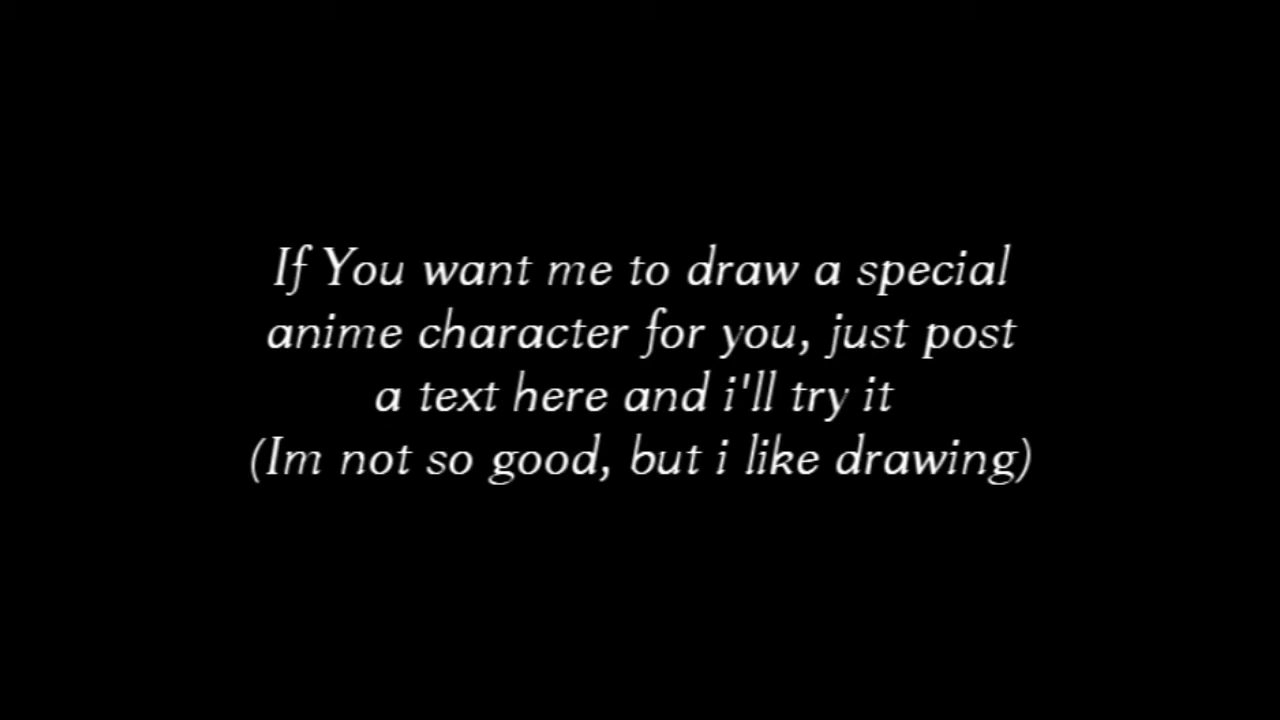 If You want me to draw a special
anime character for you, just post
a text here and i'll try it
(Im not so good, but i like drawing)